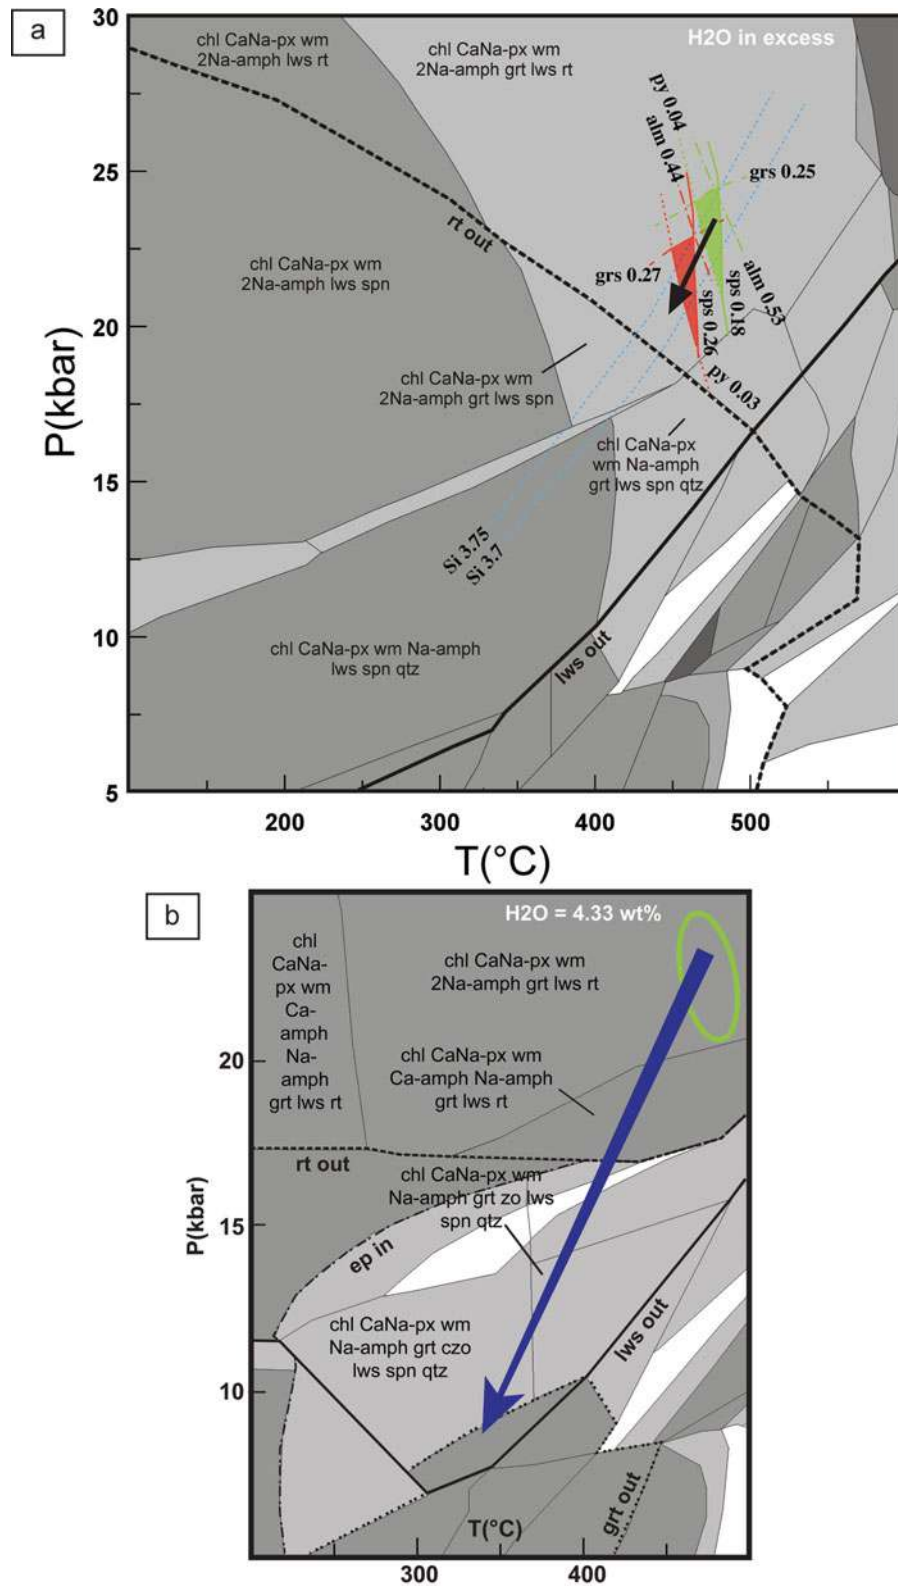 a
30
25
20
15
10
5
P(kbar)
H2O in excess
chl CaNa-px wm
2Na-amph lws rt
chl CaNa-px wm
2Na-amph grt lws rt
py 0.04
alm 0.44
grs 0.25
rt out
chl CaNa-px wm
2Na-amph lws spn
grs 0.27
sps 0.26
sps 0.18
alm 0.53
py 0.03
chl CaNa-px wm
2Na-amph grt lws spn
chl CaNa-px
wm Na-amph
grt lws spn qtz
Si 3.75
Si 3.7
chl CaNa-px wm Na-amph
lws spn qtz
lws out
200
300
400
500
T(°C)
b
H2O = 4.33 wt%
chl
CaNa-
px wm
Ca-
amph
Na-
amph
grt lws rt
chl CaNa-px wm
2Na-amph grt lws rt
chl CaNa-px wm
Ca-amph Na-amph
grt lws rt
20
15
10
P(kbar)
rt out
chl CaNa-px wm
Na-amph grt zo lws
spn qtz
ep in
chl CaNa-px wm
Na-amph grt czo
lws spn qtz
lws out
grt out
T(°C)
300
400